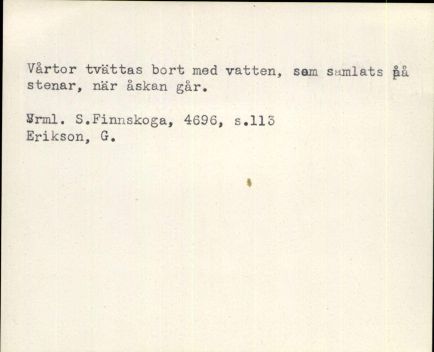 Vårtor tvättas bort med vatten, som samlats på
stenar, när åskan går.
Vrml. S.Finnskoga, 4696, s.113
Erikson, G.